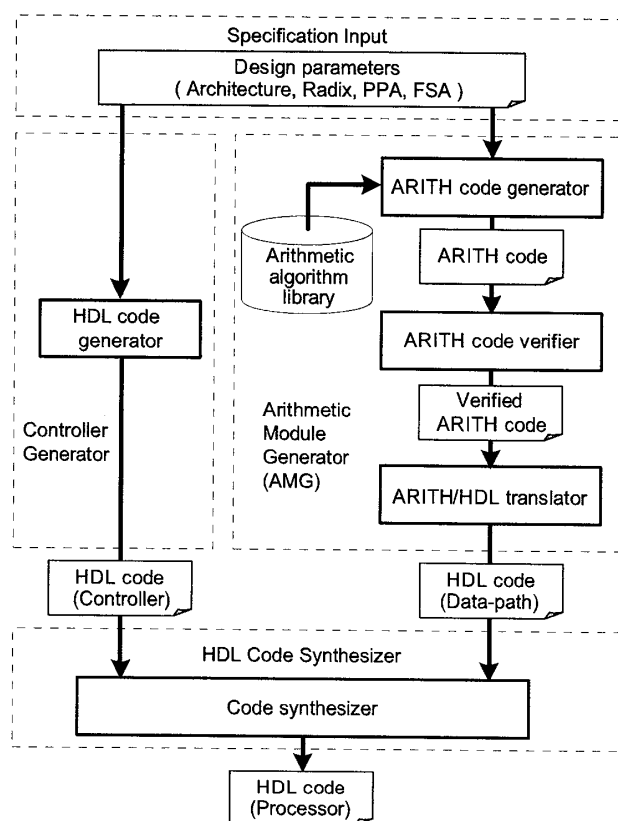 Specification Input
Design parameters
( Architecture, Radix, PPA, FSA )
ARITH code generator
Arithmetic
algorithm
library
ARITH code
HDL code
generator
ARITH code verifier
Verified
ARITH code
Controller
Generator
Arithmetic
Module
Generator
(AMG)
ARITH/HDL translator
HDL code
(Controller)
HDL code
(Data-path)
HDL Code Synthesizer
Code synthesizer
HDL code
(Processor)